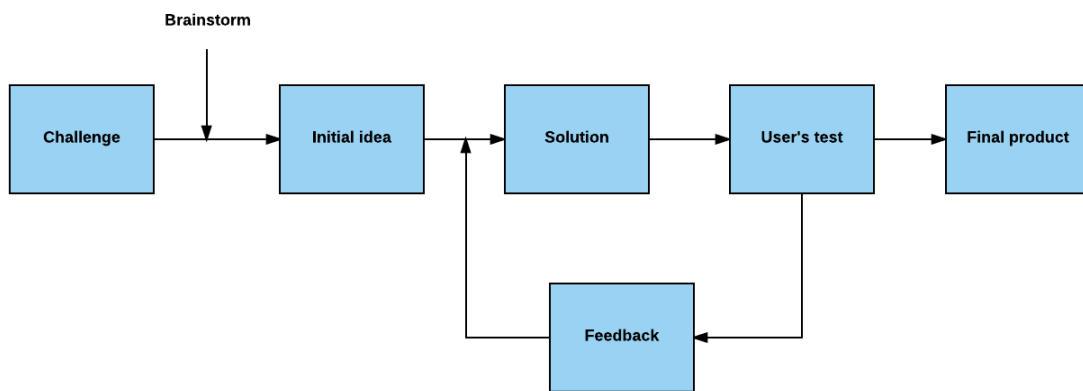 Brainstorm
Challenge
Initial idea
Solution
User's test
Final product
Feedback